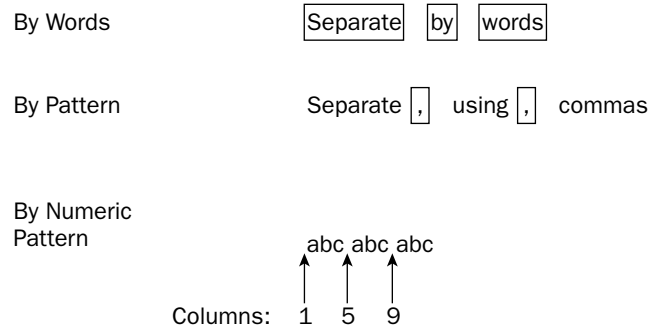 By Words Separate by words
By Pattern Separate , using , commas
By Numeric
Pattern abc abc abc
Columns: 1 5 9